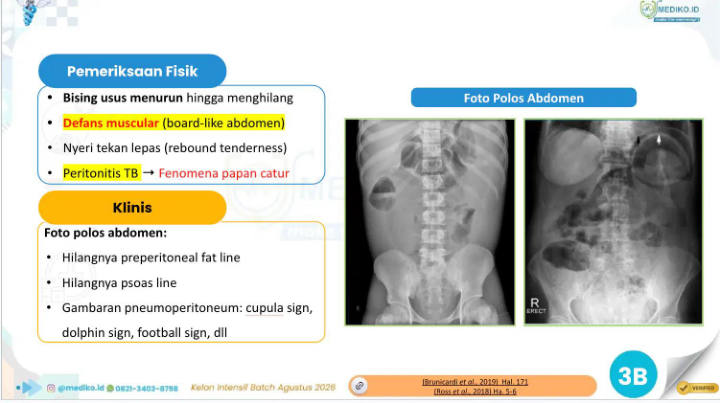 MEDIKO.ID
Pemeriksaan Fisik
• Bising usus menurun hingga menghilang
• Defans muscular (board-like abdomen)
• Nyeri tekan lepas (rebound tenderness)
• Peritonitis TB → Fenomena papan catur
Klinis
Foto polos abdomen:
• Hilangnya preperitoneal fat line
• Hilangnya psoas line
• Gambaran pneumoperitoneum: cupula sign,
dolphin sign, football sign, dll
Foto Polos Abdomen
R
ERECT
@mediko.id 0821-3403-8798 Kelan Intensif Batch Agustus 2026
(Brunicardi et al., 2019) Hal. 171
(Ross et al., 2018) Ha. 5-6
3B
VERIFIED